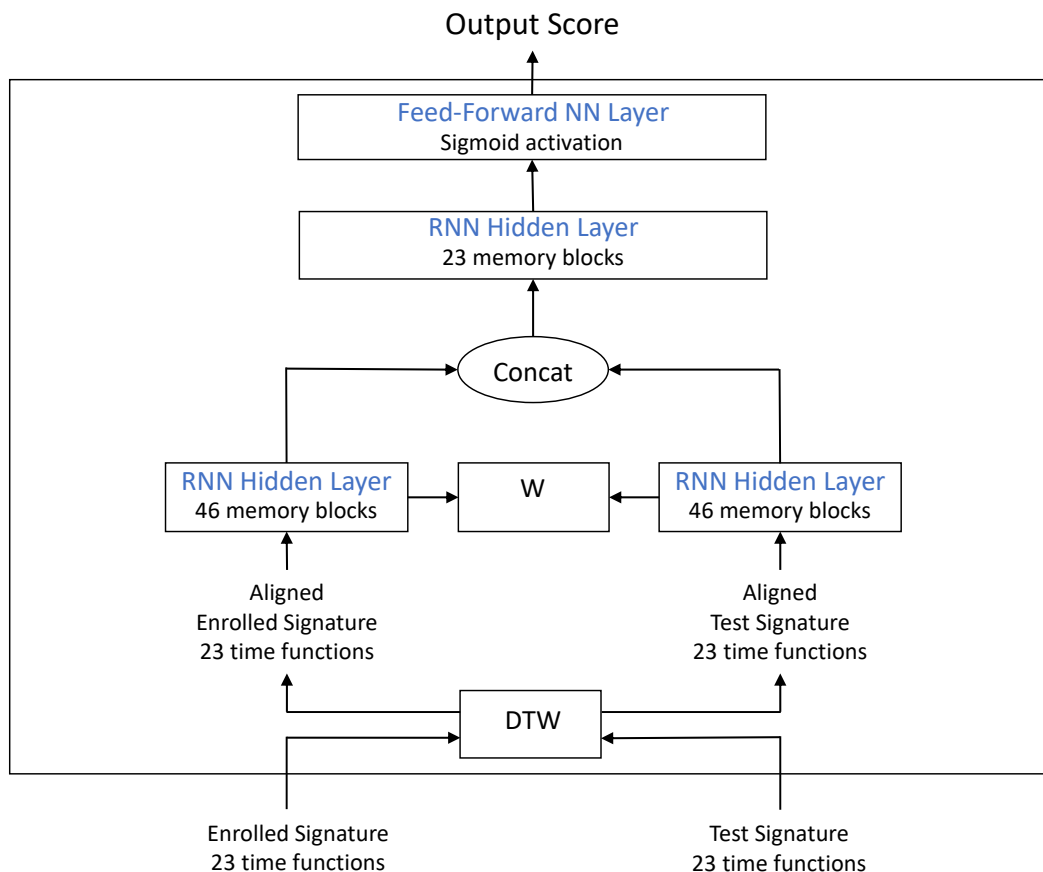 Output Score
Feed-Forward NN Layer
Sigmoid activation
RNN Hidden Layer
23 memory blocks
Concat
RNN Hidden Layer
46 memory blocks
W
RNN Hidden Layer
46 memory blocks
Aligned
Enrolled Signature
23 time functions
Aligned
Test Signature
23 time functions
DTW
Enrolled Signature
23 time functions
Test Signature
23 time functions